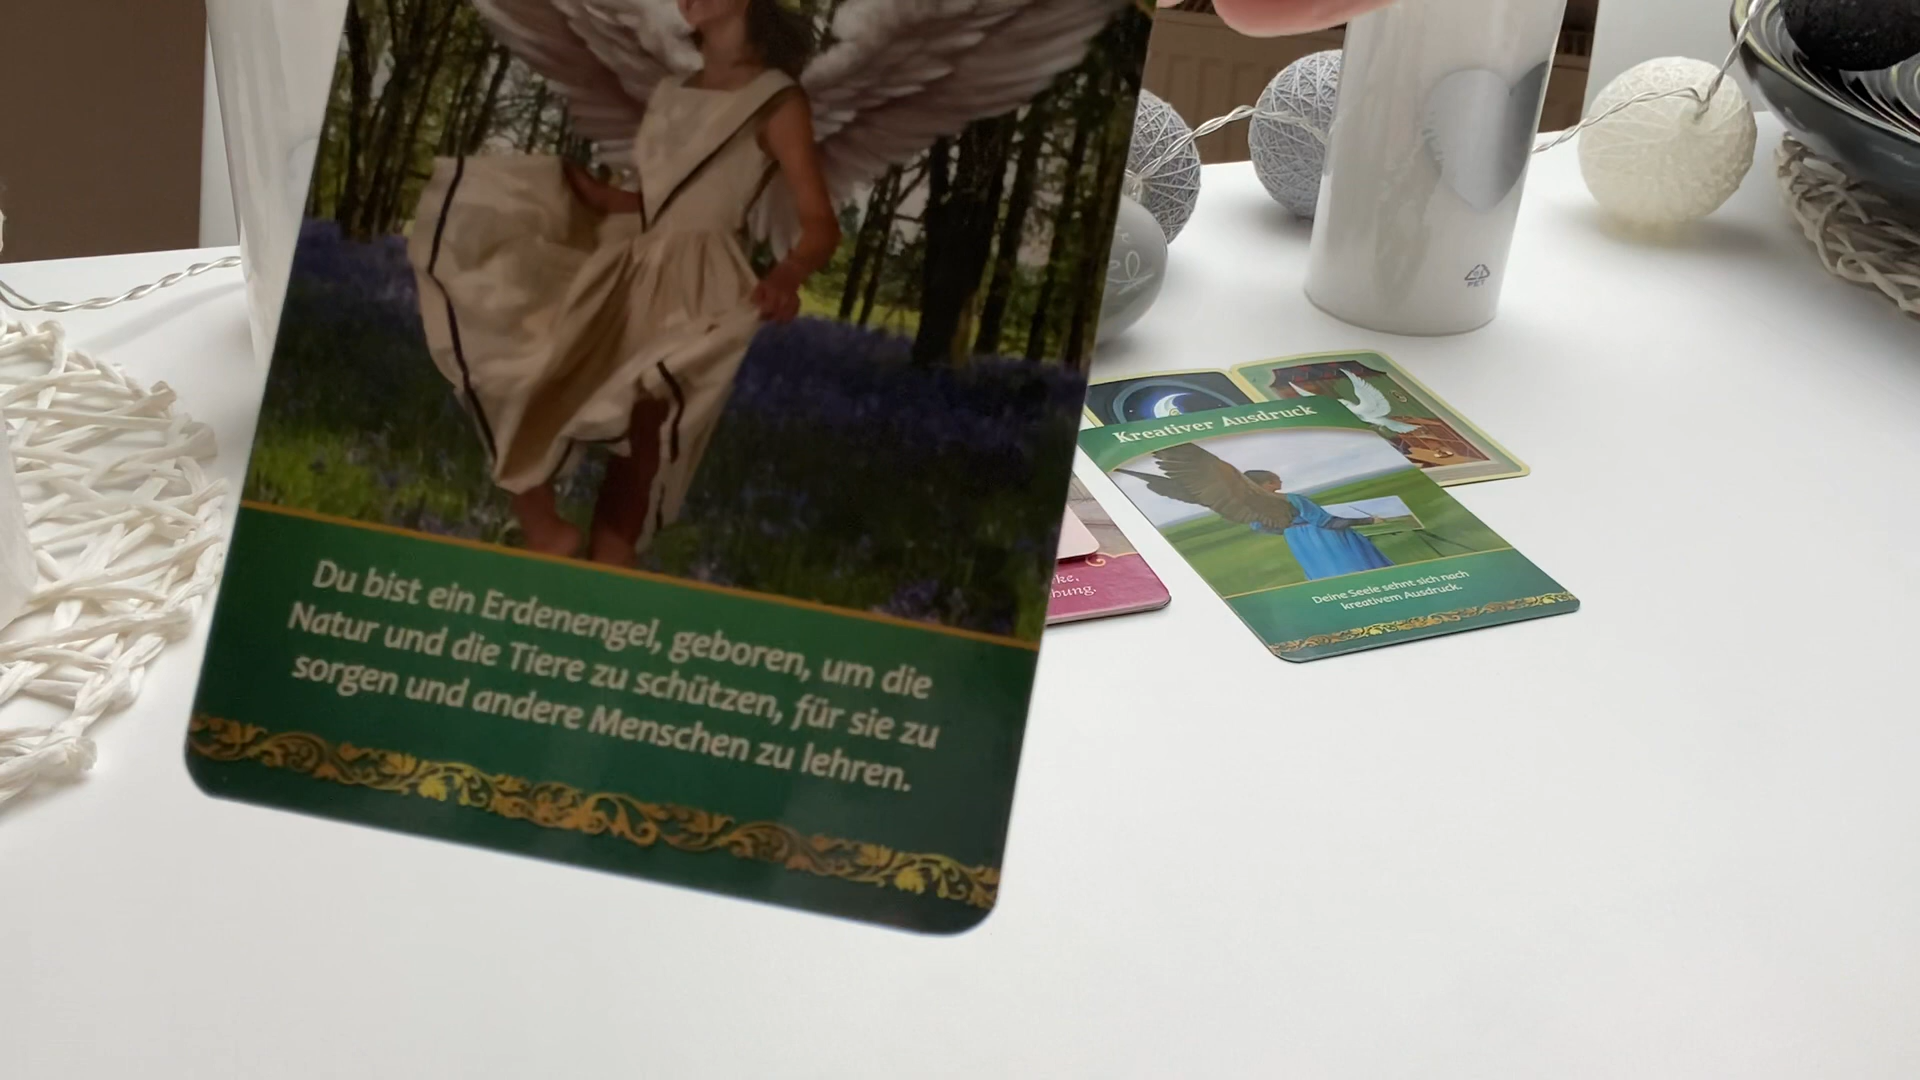 Du bist ein Erdenengel, geboren, um die
Natur und die Tiere zu schützen, für sie zu
sorgen und andere Menschen zu lehren.
Kreativer Ausdruck
Deine Seele sehnt sich nach
kreativem Ausdruck.
PET